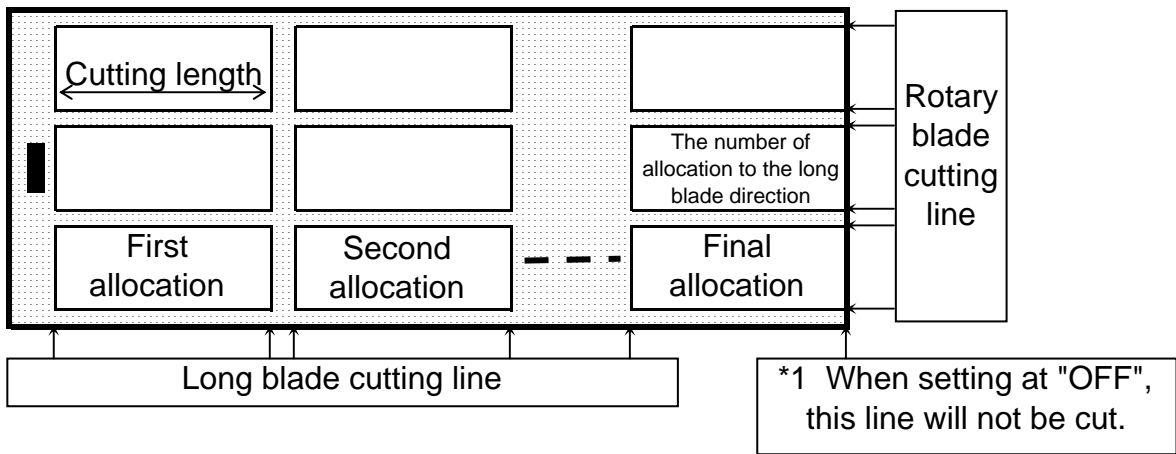 Cutting length
The number of
allocation to the long
blade direction
First
allocation
Second
allocation
Final
allocation
Rotary
blade
cutting
line
Long blade cutting line
*1 When setting at "OFF",
this line will not be cut.